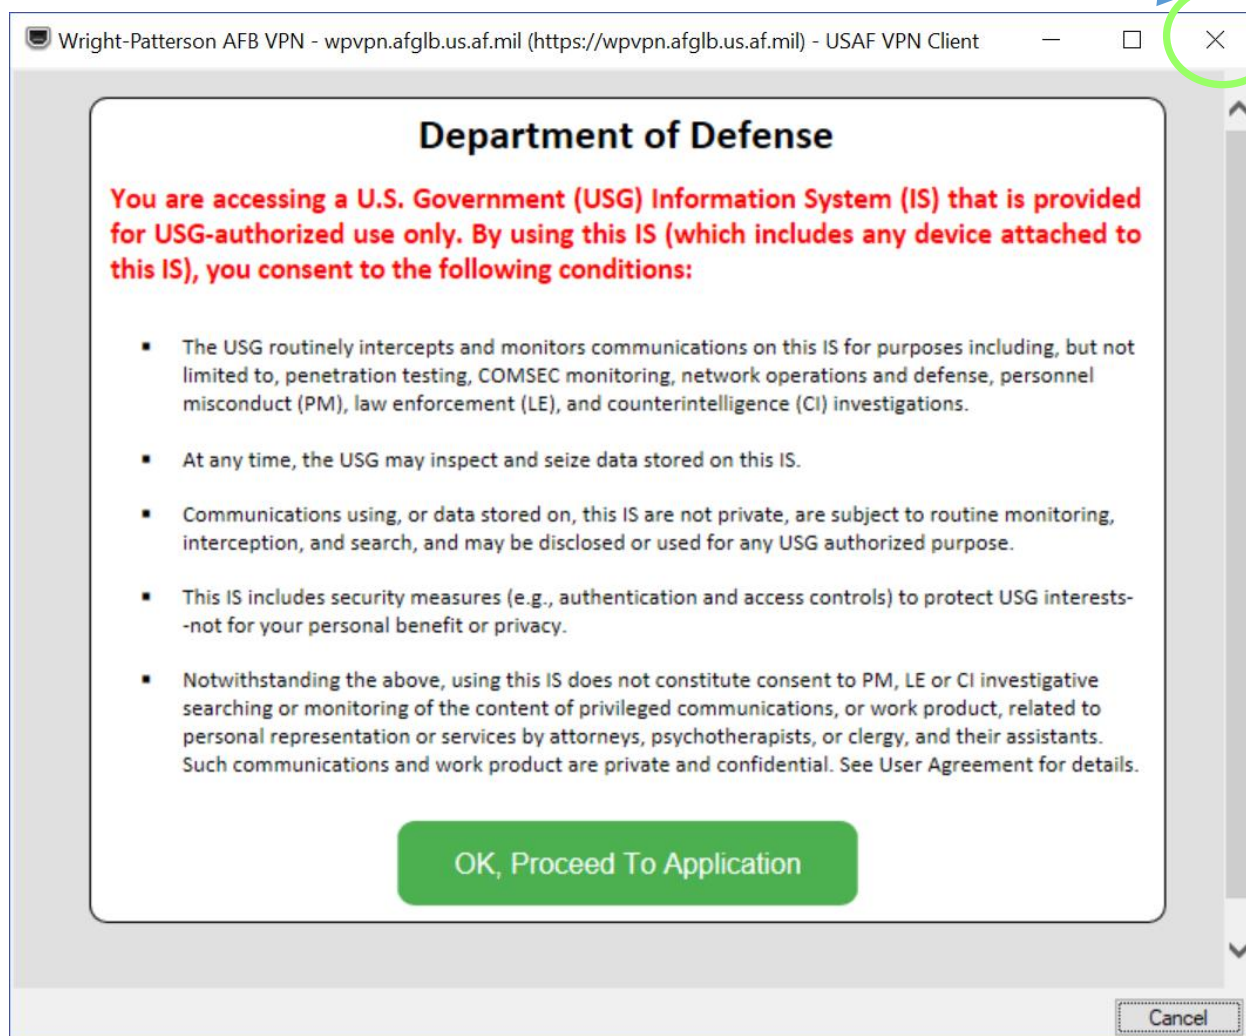 Wright-Patterson AFB VPN - wpvpn.afglb.us.af.mil (https://wpvpn.afglb.us.af.mil) - USAF VPN Client
Department of Defense
You are accessing a U.S. Government (USG) Information System (IS) that is provided
for USG-authorized use only. By using this IS (which includes any device attached to
this IS), you consent to the following conditions:
▪ The USG routinely intercepts and monitors communications on this IS for purposes including, but not
limited to, penetration testing, COMSEC monitoring, network operations and defense, personnel
misconduct (PM), law enforcement (LE), and counterintelligence (CI) investigations.
▪ At any time, the USG may inspect and seize data stored on this IS.
▪ Communications using, or data stored on, this IS are not private, are subject to routine monitoring,
interception, and search, and may be disclosed or used for any USG authorized purpose.
▪ This IS includes security measures (e.g., authentication and access controls) to protect USG interests-
-not for your personal benefit or privacy.
▪ Notwithstanding the above, using this IS does not constitute consent to PM, LE or CI investigative
searching or monitoring of the content of privileged communications, or work product, related to
personal representation or services by attorneys, psychotherapists, or clergy, and their assistants.
Such communications and work product are private and confidential. See User Agreement for details.
OK, Proceed To Application
Cancel